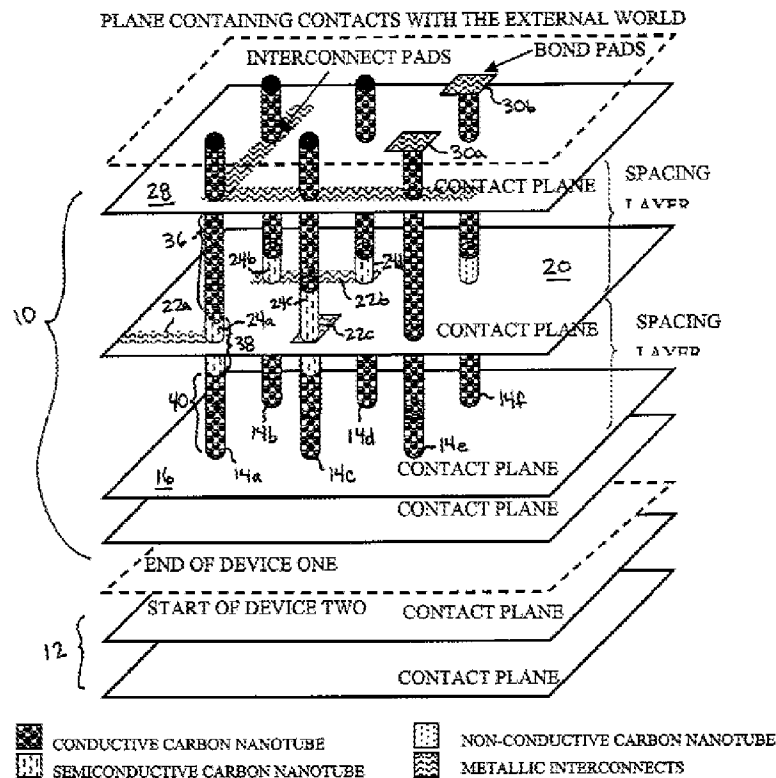 PLANE CONTAINING CONTACTS WITH THE EXTERNAL WORLD
INTERCONNECT PADS
BOND PADS
30b
30a
CONTACT PLANE
SPACING
LAYER
28
36
10
24b
24c
22b
20
22a
24a
22c
38
CONTACT PLANE
SPACING
LAYER
40
14b
14d
14f
14a
14c
14e
16
CONTACT PLANE
CONTACT PLANE
END OF DEVICE ONE
START OF DEVICE TWO
CONTACT PLANE
12
CONTACT PLANE
CONDUCTIVE CARBON NANOTUBE
NON-CONDUCTIVE CARBON NANOTUBE
SEMICONDUCTIVE CARBON NANOTUBE
METALLIC INTERCONNECTS